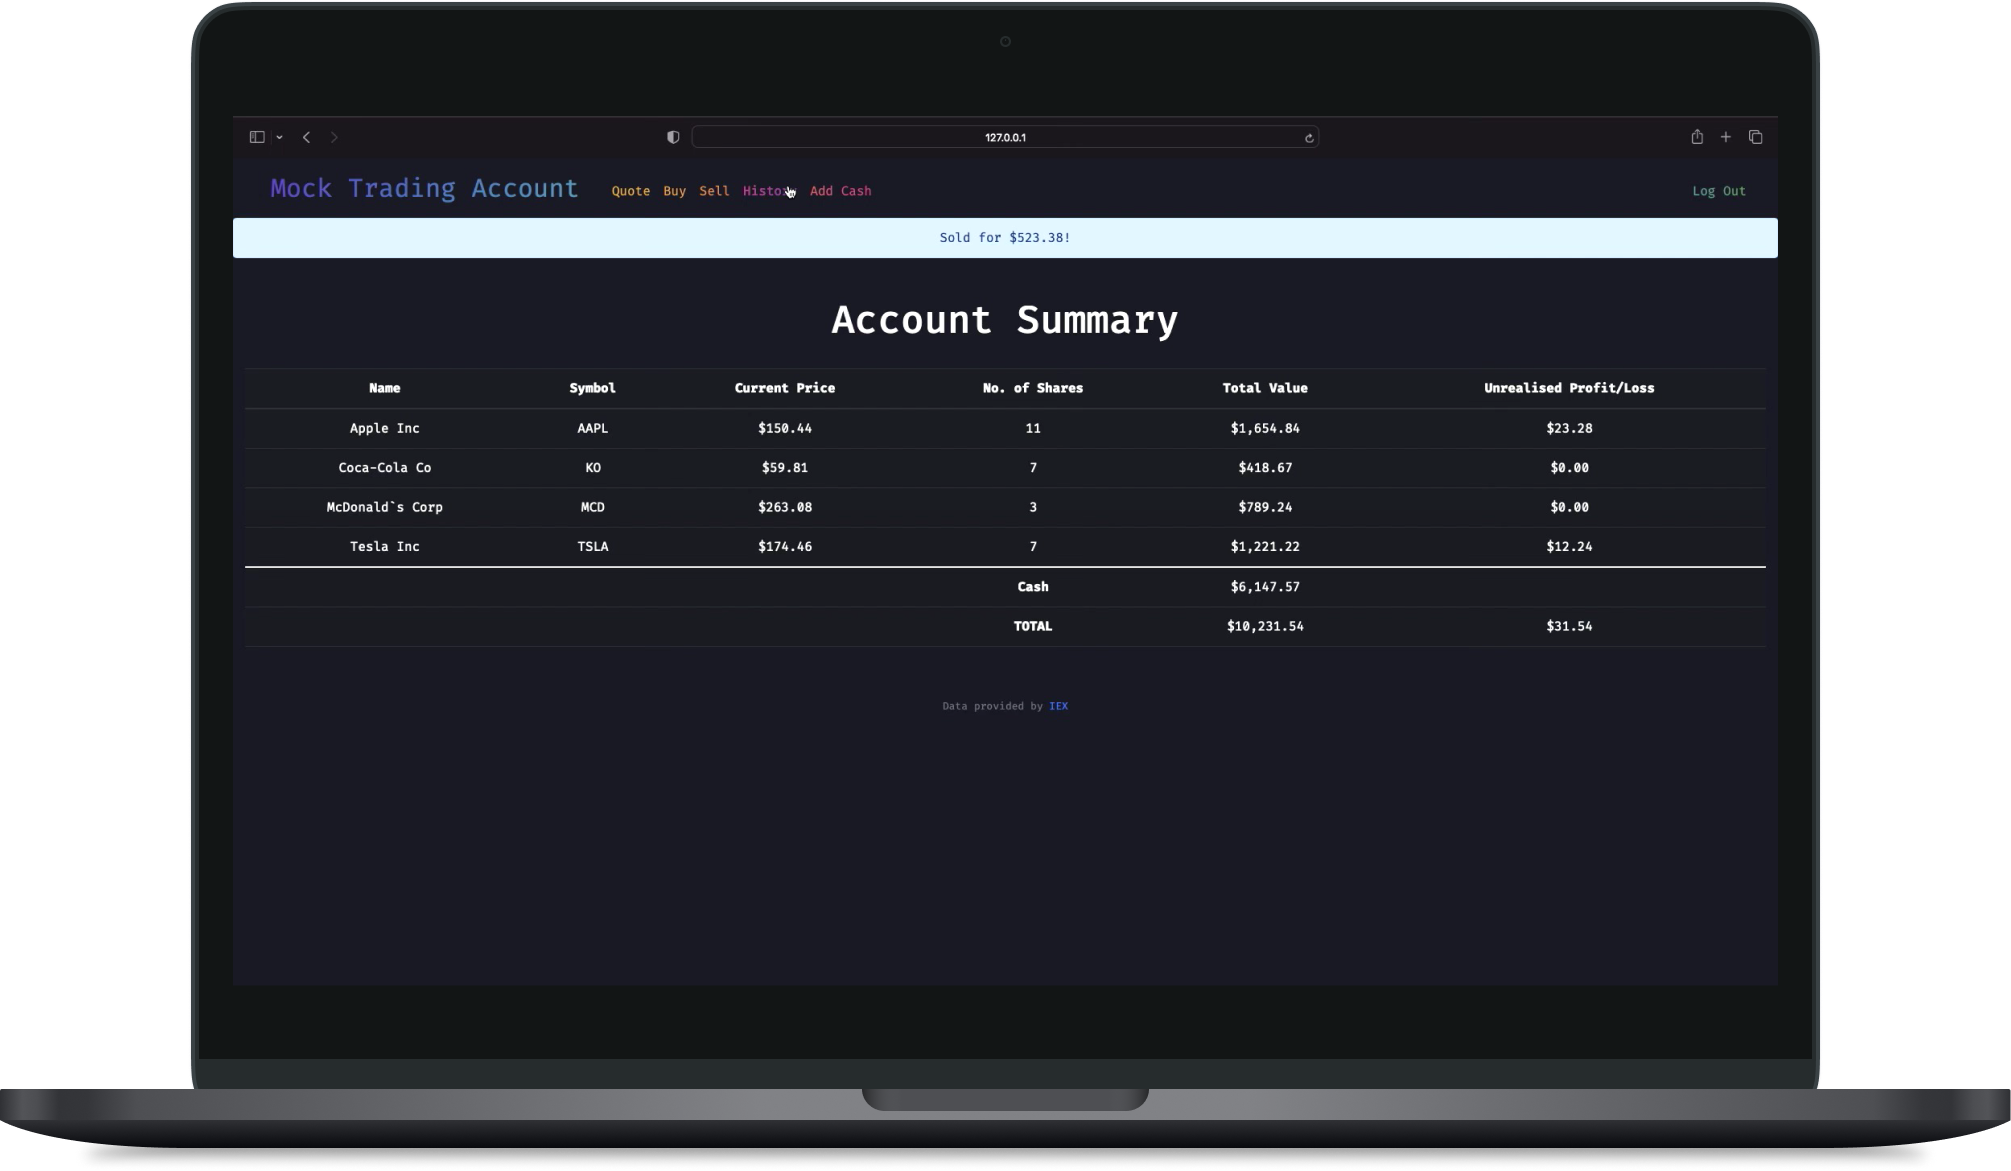 127.0.0.1
Mock Trading Account Quote Buy Sell Add Cash Log Out
Sold for $523.38!
Account Summary
Name Symbol Current Price No. of Shares Total Value Unrealised Profit/Loss
Apple Inc AAPL $150.44 11 $1,654.84 $23.28
Coca-Cola Co KO $59.81 7 $418.67 $0.00
McDonald`s Corp MCD $263.08 3 $789.24 $0.00
Tesla Inc TSLA $174.46 7 $1,221.22 $12.24
Cash $6,147.57
TOTAL $10,231.54 $31.54
Data provided by IEX